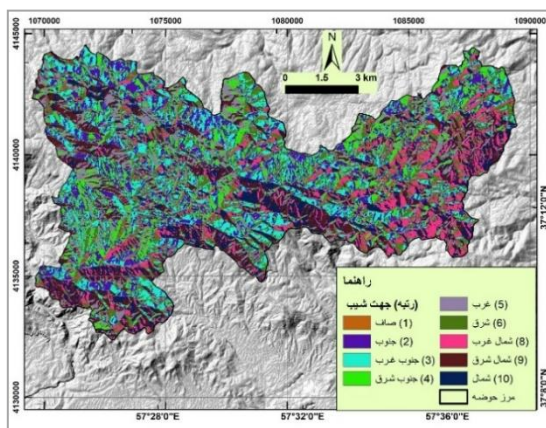 1070000 1075000 1080000 1085000 1090000
4145000
N
0 1.5 3 km
4140000
37°12'0"N
4135000
راهنما
(رتبه) جهت شیب
صاف (1)
غرب (5)
جنوب (2)
شرق (6)
جنوب غرب (3)
شمال غرب (8)
جنوب شرق (4)
شمال شرق (9)
شمال (10)
مرز حوضه
4130000
37°8'0"N
57°28'0"E 57°32'0"E 57°36'0"E